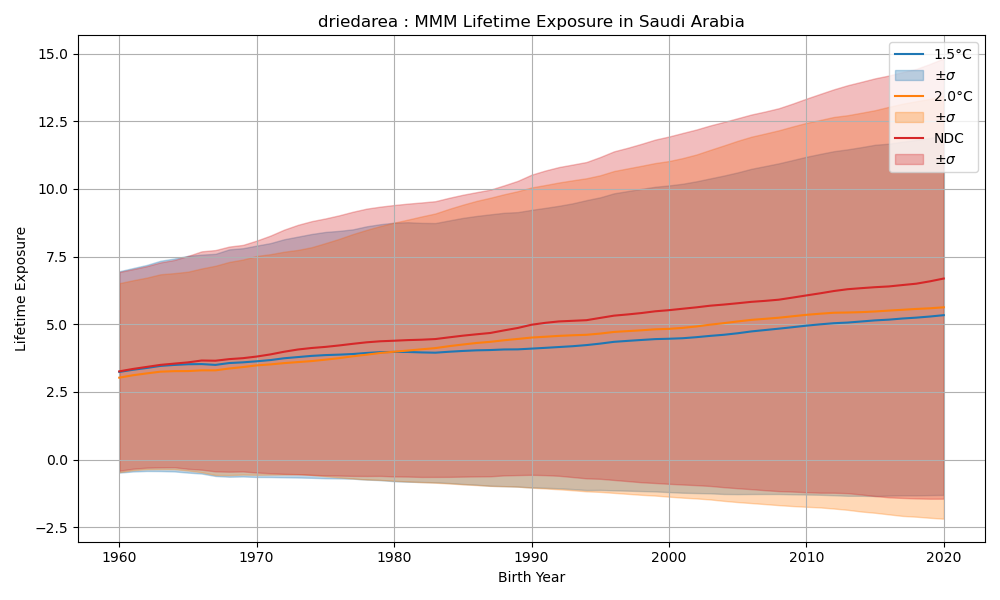 driedarea : MMM Lifetime Exposure in Saudi Arabia
15.0
12.5
10.0
7.5
5.0
2.5
0.0
−2.5
Lifetime Exposure
1960
1970
1980
1990
2000
2010
2020
Birth Year
1.5°C
±σ
2.0°C
±σ
NDC
±σ